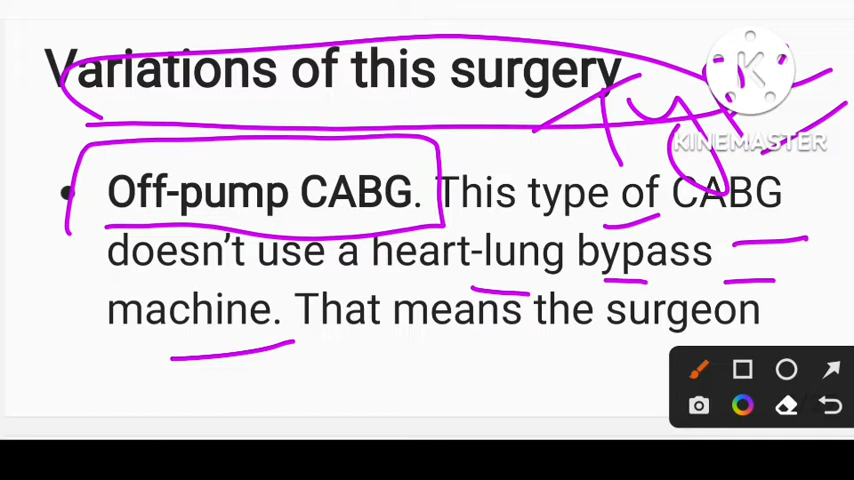 Variations of this surgery
KINEMASTER
• Off-pump CABG. This type of CABG
doesn't use a heart-lung bypass
machine. That means the surgeon